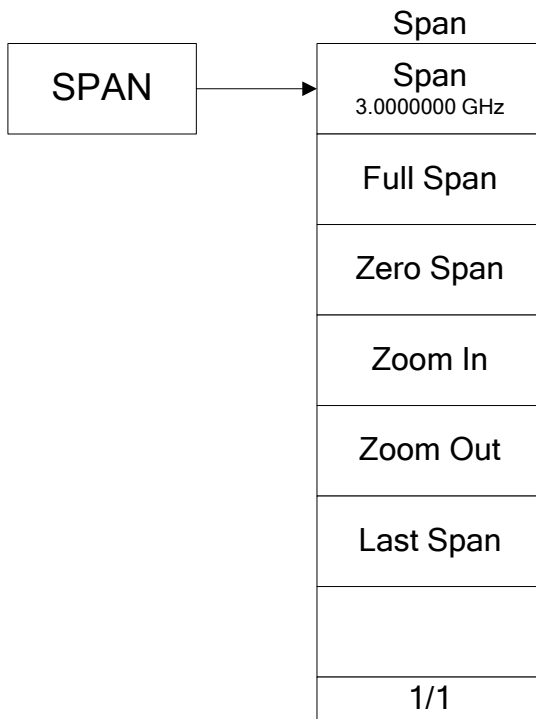 Span
SPAN
Span
3.0000000 GHz
Full Span
Zero Span
Zoom In
Zoom Out
Last Span
1/1